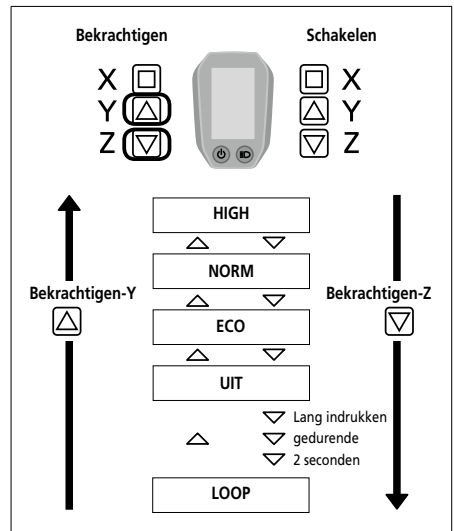 Bekrachtigen
Schakelen
X
Y
Z
X
Y
Z
HIGH
NORM
Bekrachtigen-Y
Bekrachtigen-Z
ECO
UIT
Lang indrukken
gedurende
2 seconden
LOOP